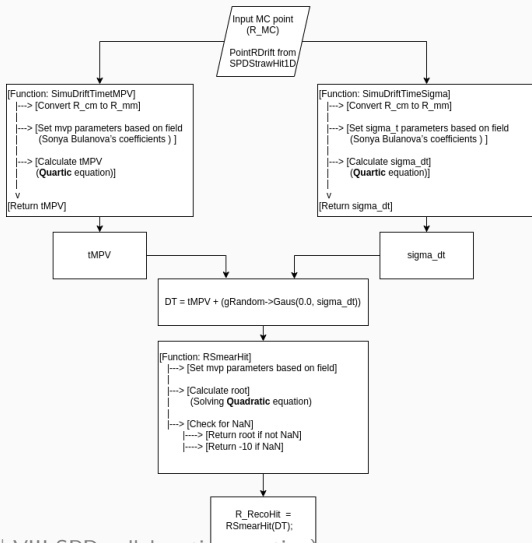 Input MC point
(R_MC)
PointRDrift from
SPDStrawHit1D
[Function: SimuDriftTimetMPV]
|---> [Convert R_cm to R_mm]
|
|---> [Set mvp parameters based on field
| (Sonya Bulanova's coefficients ) ]
|
|---> [Calculate tMPV
| (Quartic equation)]
|
v
[Return tMPV]
[Function: SimuDriftTimeSigma]
|---> [Convert R_cm to R_mm]
|
|---> [Set sigma_t parameters based on field
| (Sonya Bulanova's coefficients ) ]
|
|---> [Calculate sigma_dt]
| (Quartic equation)]
|
v
[Return sigma_dt]
tMPV
sigma_dt
DT = tMPV + (gRandom->Gaus(0.0, sigma_dt))
[Function: RSmearHit]
|---> [Set mvp parameters based on field]
|
|---> [Calculate root]
| (Solving Quadratic equation)
|
|---> [Check for NaN]
|----> [Return root if not NaN]
|----> [Return -10 if NaN]
R_RecoHit =
RSmearHit(DT);
VIII SPD